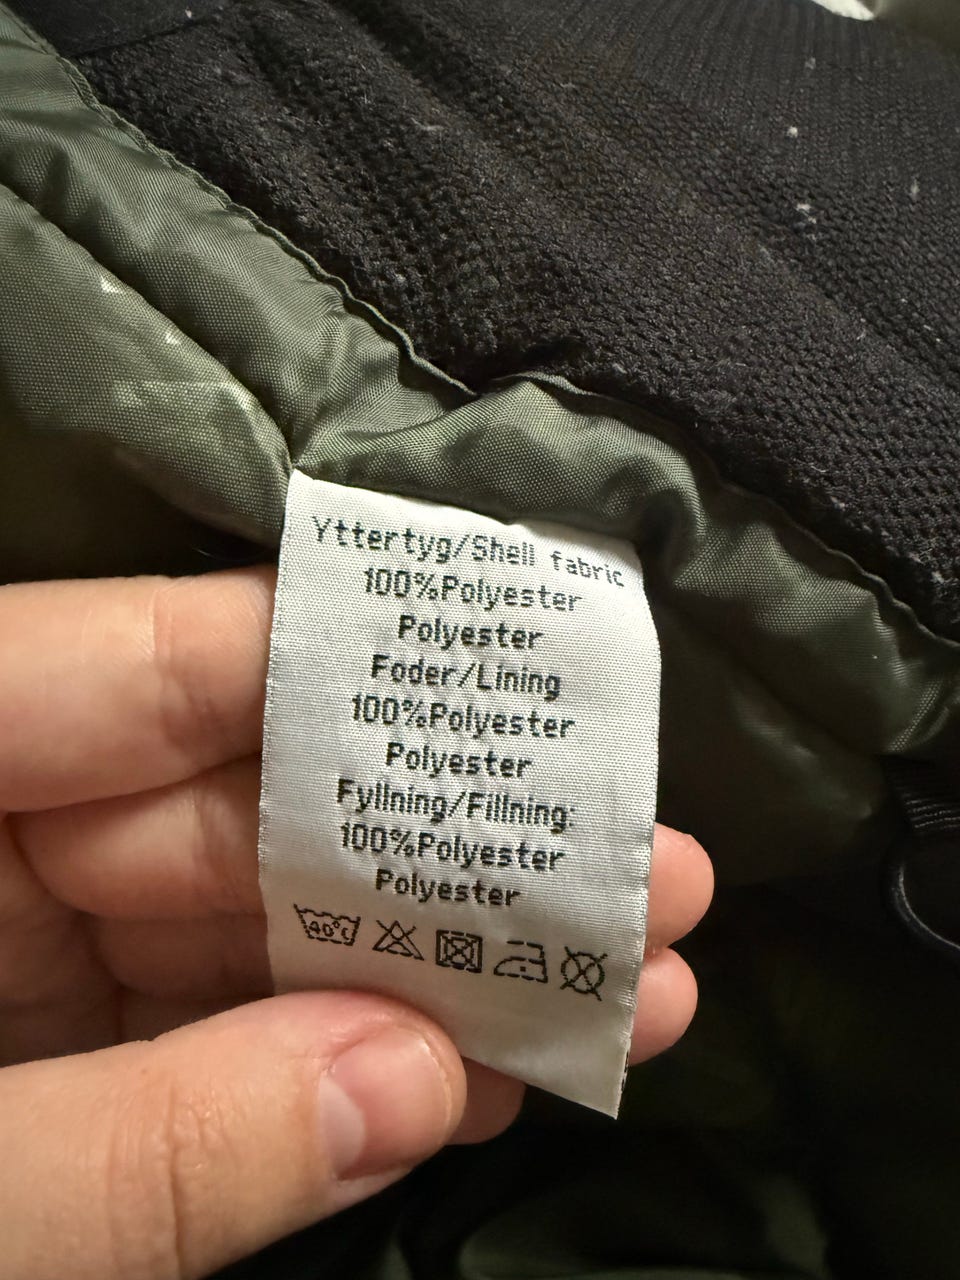 Yttertyg/Shell fabric
100%Polyester
Polyester
Foder/Lining
100%Polyester
Polyester
Fyllning/Fillning:
100%Polyester
Polyester
40°c